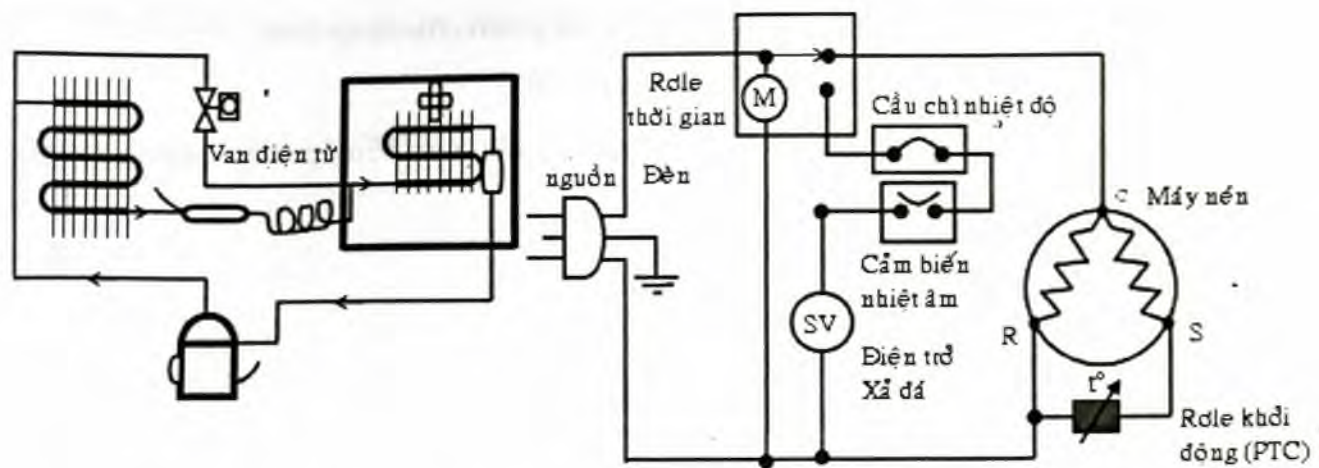 Van điện từ
nguồn
Rơle
thời gian
Đèn
M
Cầu chì nhiệt độ
Cảm biến
nhiệt âm
SV
Điện trở
Xả đá
C
Máy nén
R
S
t°
Rơle khởi
động (PTC)